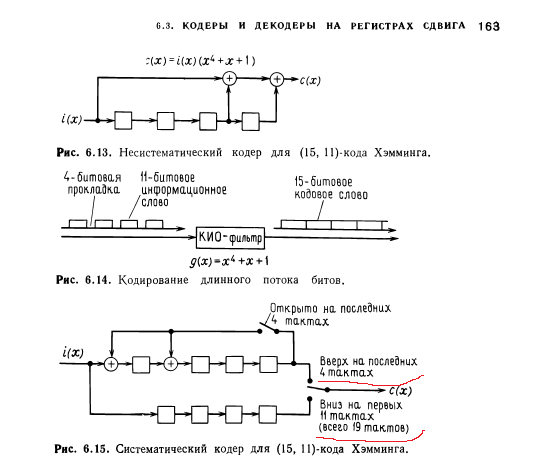 6.3. КОДЕРЫ И ДЕКОДЕРЫ НА РЕГИСТРАХ СДВИГА 163
c(x)=i(x)(x⁴+x+1)
c(x)
i(x)
Рис. 6.13. Несистематический кодер для (15, 11)-кода Хэмминга.
4-битовая
прокладка
11-битовое
информационное
слово
15-битовое
кодовое слово
КИО-фильтр
g(x)=x⁴+x+1
Рис. 6.14. Кодирование длинного потока битов.
Открыто на последних
4 тактах
i(x)
Вверх на последних
4 тактах
c(x)
Вниз на первых
11 тактах
(всего 19 тактов)
Рис. 6.15. Систематический кодер для (15, 11)-кода Хэмминга.